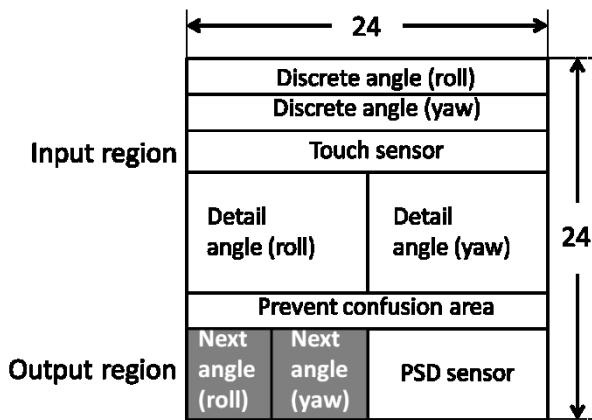 24
Discrete angle (roll)
Discrete angle (yaw)
Input region
Touch sensor
Detail
angle (roll)
Detail
angle (yaw)
24
Prevent confusion area
Output region
Next
angle
(roll)
Next
angle
(yaw)
PSD sensor